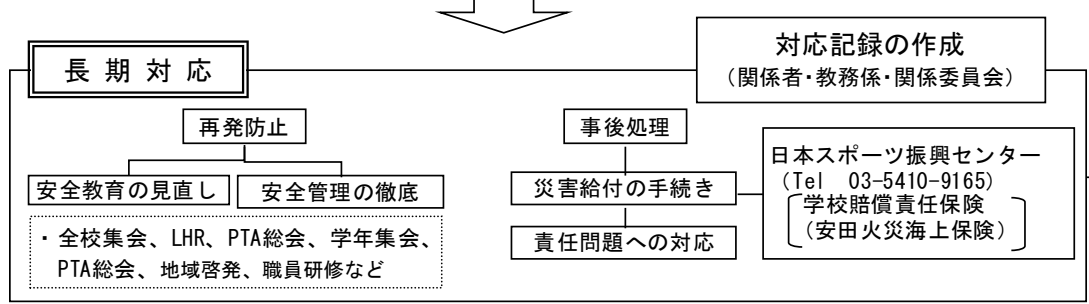 長期対応
対応記録の作成
（関係者・教務係・関係委員会）
再発防止
安全教育の見直し
安全管理の徹底
・全校集会、LHR、PTA総会、学年集会、
PTA総会、地域啓発、職員研修など
事後処理
災害給付の手続き
責任問題への対応
日本スポーツ振興センター
（Tel 03-5410-9165）
学校賠償責任保険
（安田火災海上保険）